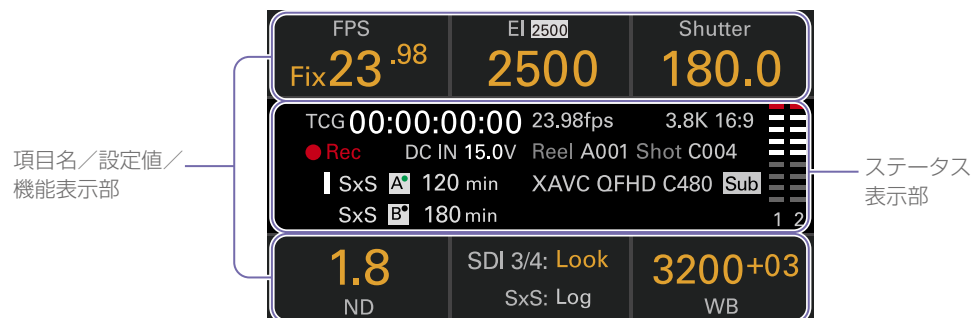 FPS
EI 2500
Shutter
Fix23.98
2500
180.0
TCG 00:00:00:00 23.98fps 3.8K 16:9
Rec DC IN 15.0V Reel A001 Shot C004
SxS A 120 min XAVC QFHD C480 Sub
SxS B 180 min
1 2
項目名/設定値/
機能表示部
ステータス
表示部
1.8
ND
SDI 3/4: Look
SxS: Log
3200+03
WB